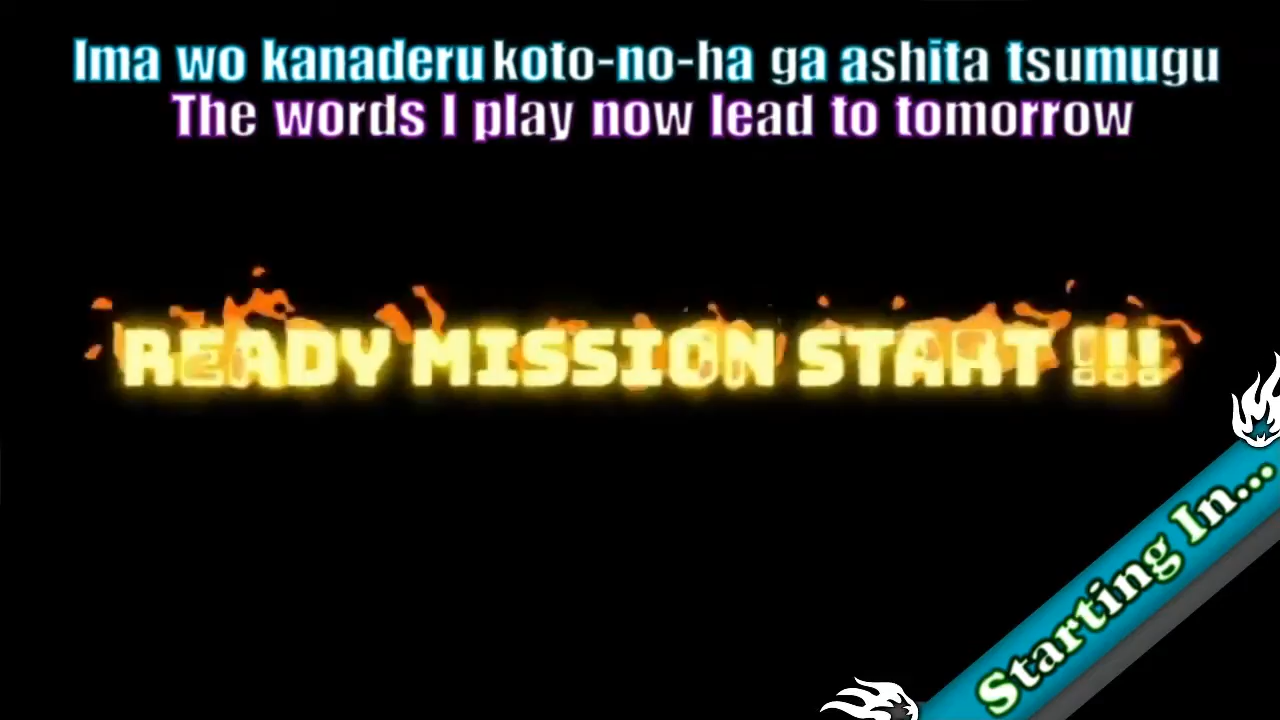 Ima wo kanaderu koto-no-ha ga ashita tsumugu
The words I play now lead to tomorrow
READY MISSION START !!!
Starting In...